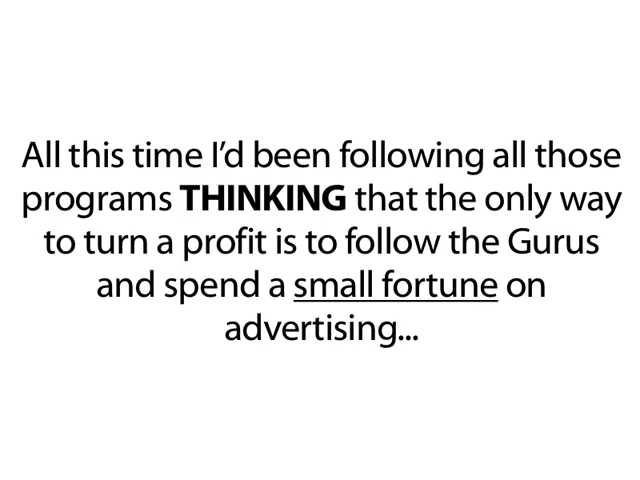 All this time I’d been following all those
programs THINKING that the only way
to turn a profit is to follow the Gurus
and spend a small fortune on
advertising...